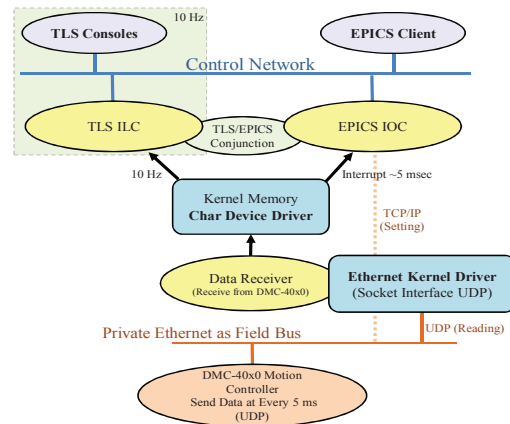 10 Hz
TLS Consoles
EPICS Client
Control Network
TLS ILC
TLS/EPICS
Conjunction
EPICS IOC
10 Hz
Interrupt ~5 msec
Kernel Memory
Char Device Driver
TCP/IP
(Setting)
Data Receiver
(Receive from DMC-40x0)
Ethernet Kernel Driver
(Socket Interface UDP)
Private Ethernet as Field Bus
UDP (Reading)
DMC-40x0 Motion
Controller
Send Data at Every 5 ms
(UDP)